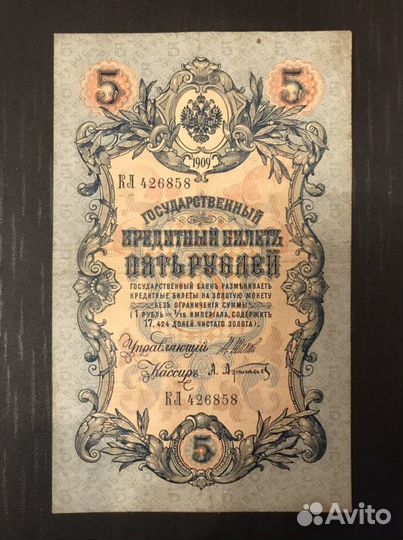 5 5
1909
КЛ 426858
ГОСУДАРСТВЕННЫЙ
КРЕДИТНЫЙ БИЛЕТЪ
ПЯТЬ РУБЛЕЙ
ГОСУДАРСТВЕННЫЙ БАНКЪ РАЗМѢНИВАЕТЪ
КРЕДИТНЫЕ БИЛЕТЫ НА ЗОЛОТУЮ МОНЕТУ
БЕЗЪ ОГРАНИЧЕНІЯ СУММЫ
(1 РУБЛЬ = 1/15 ИМПЕРІАЛА, СОДЕРЖИТЪ
17,424 ДОЛЕЙ ЧИСТАГО ЗОЛОТА).
Управляющій
Кассиръ
КЛ 426858
5
Avito